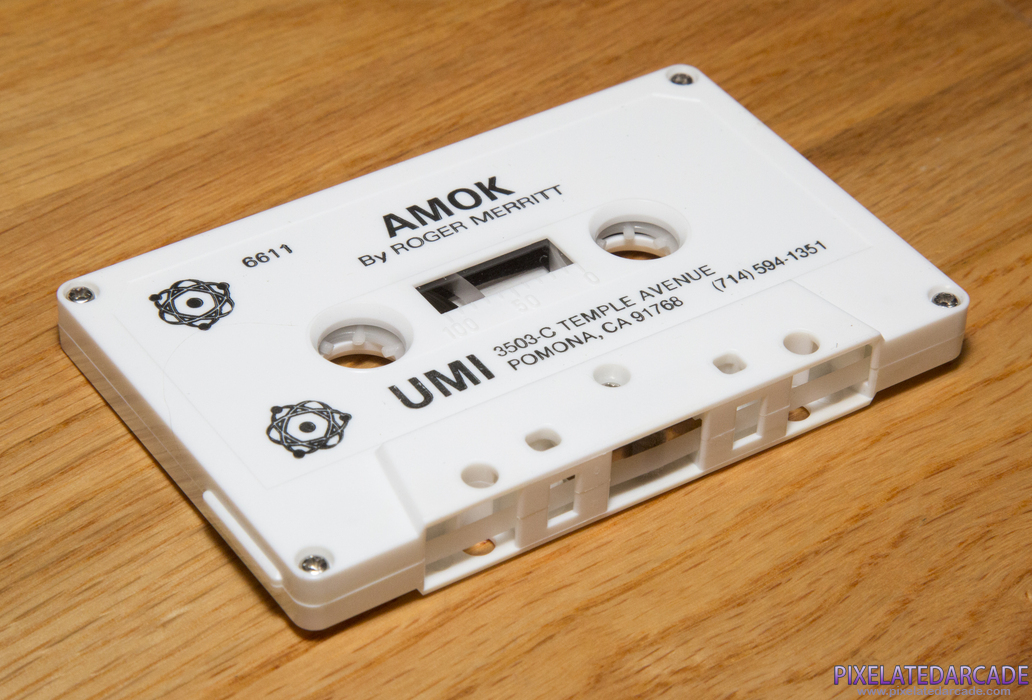 AMOK
By ROGER MERRITT
6611
100 50 0
UMI
3503-C TEMPLE AVENUE
POMONA, CA 91768 (714) 594-1351
PIXELATEDARCADE
www.pixelatedarcade.com